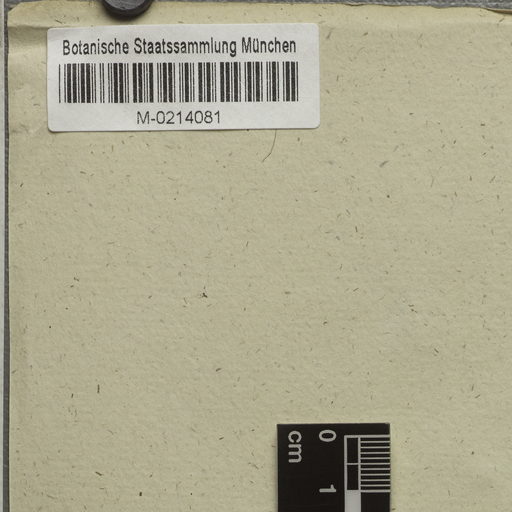 Botanische Staatssammlung München
M-0214081
0
cm
1